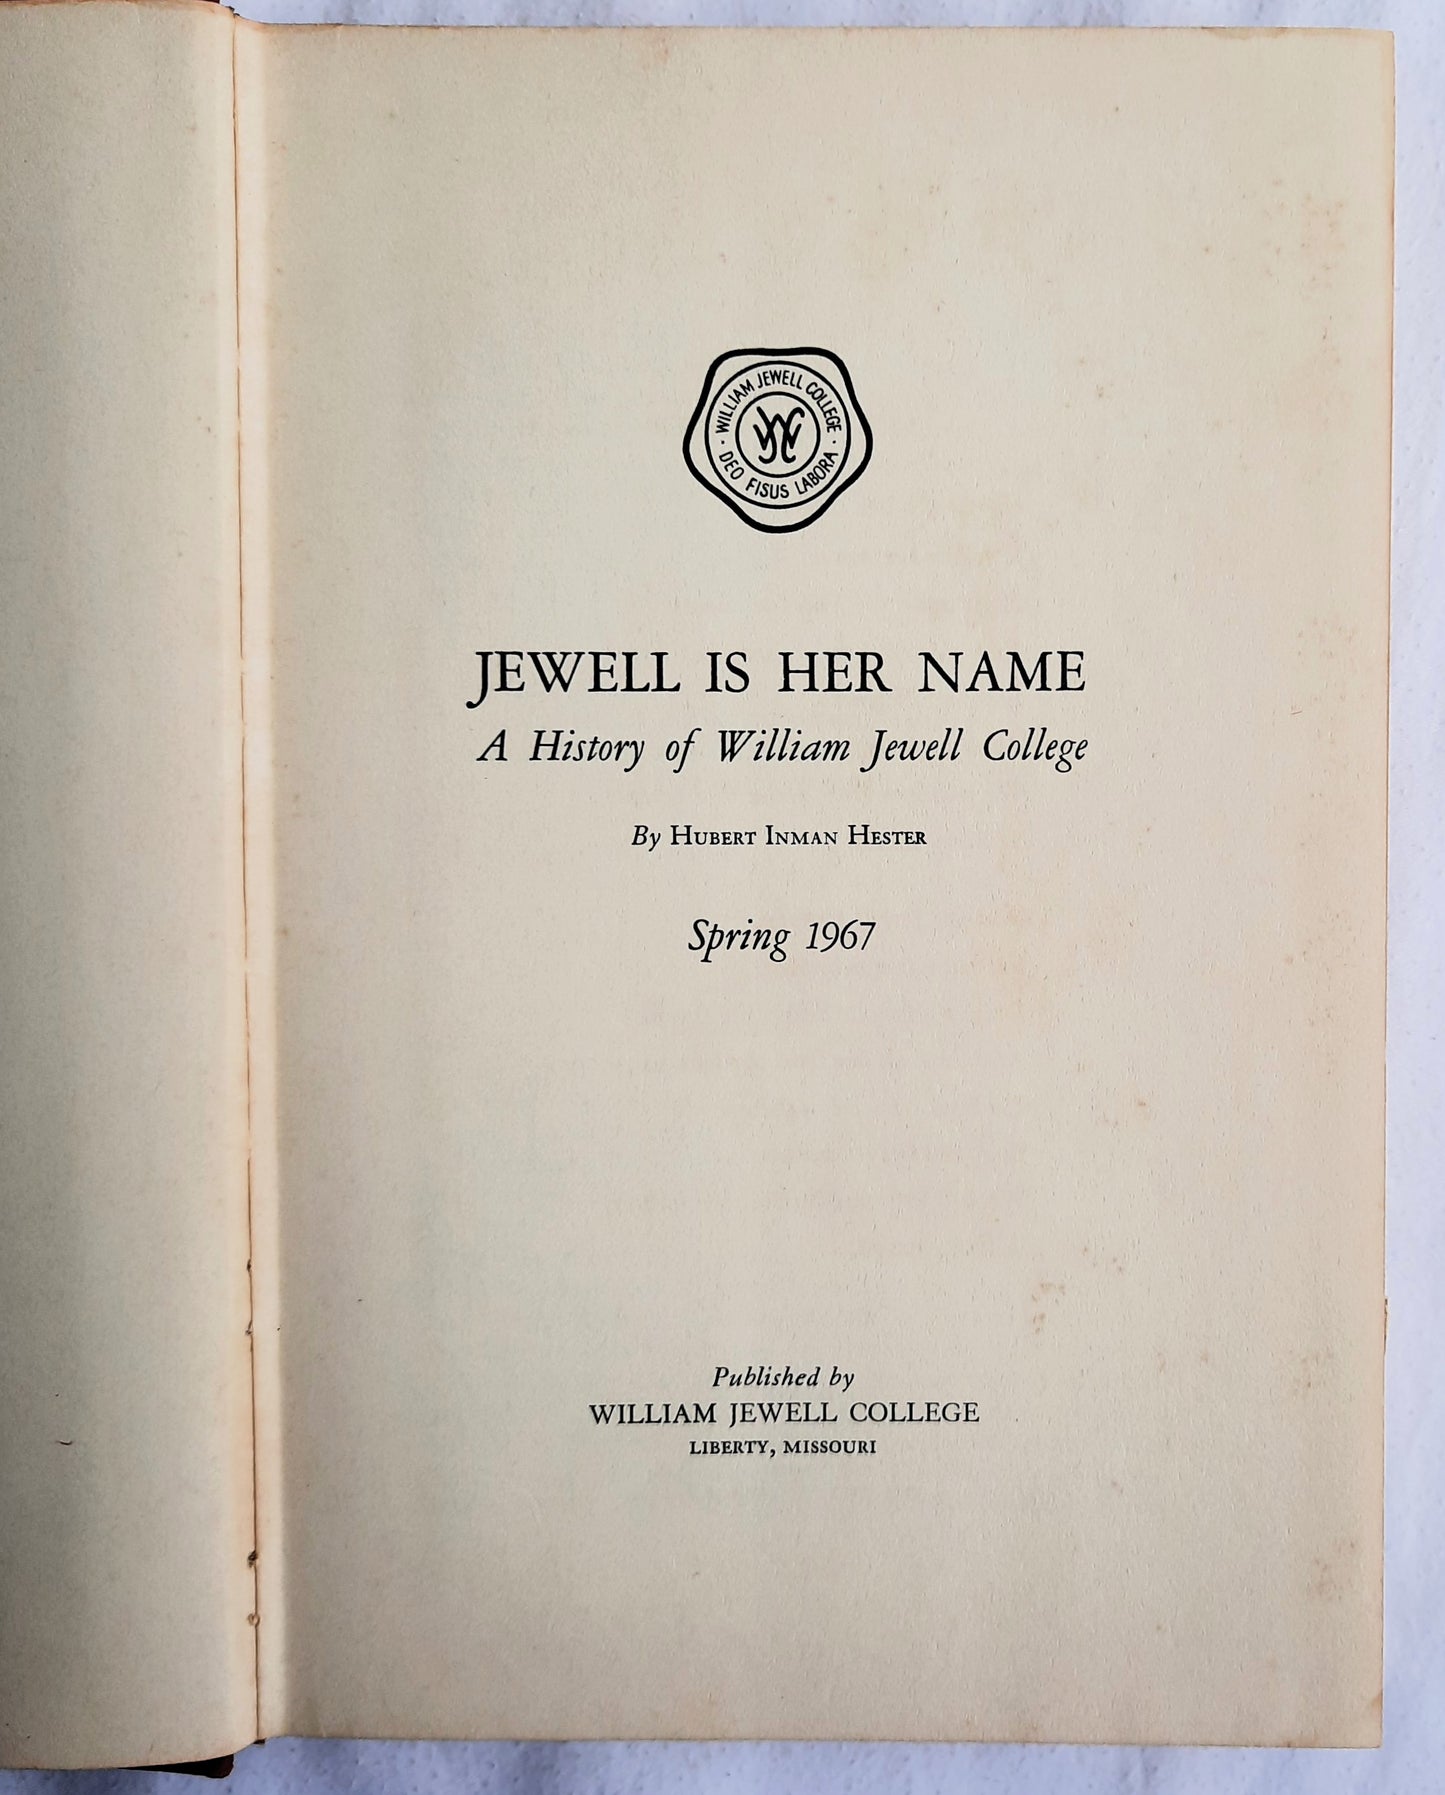 · WILLIAM JEWELL COLLEGE ·
DEO FISUS LABORA
WJC
JEWELL IS HER NAME
A History of William Jewell College
By HUBERT INMAN HESTER
Spring 1967
Published by
WILLIAM JEWELL COLLEGE
LIBERTY, MISSOURI